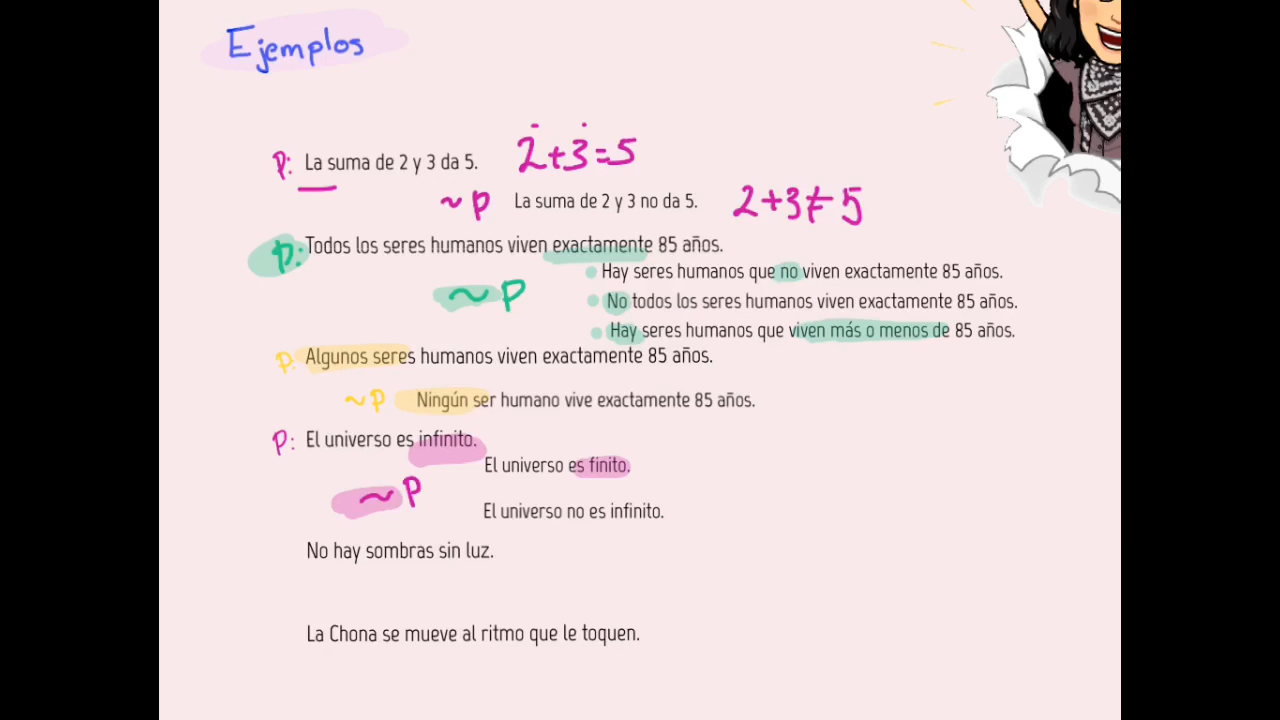 Ejemplos
p: La suma de 2 y 3 da 5. 2+3=5
~p La suma de 2 y 3 no da 5. 2+3≠5
p: Todos los seres humanos viven exactamente 85 años.
Hay seres humanos que no viven exactamente 85 años.
~p No todos los seres humanos viven exactamente 85 años.
Hay seres humanos que viven más o menos de 85 años.
p: Algunos seres humanos viven exactamente 85 años.
~p Ningún ser humano vive exactamente 85 años.
p: El universo es infinito.
El universo es finito.
~p El universo no es infinito.
No hay sombras sin luz.
La Chona se mueve al ritmo que le toquen.